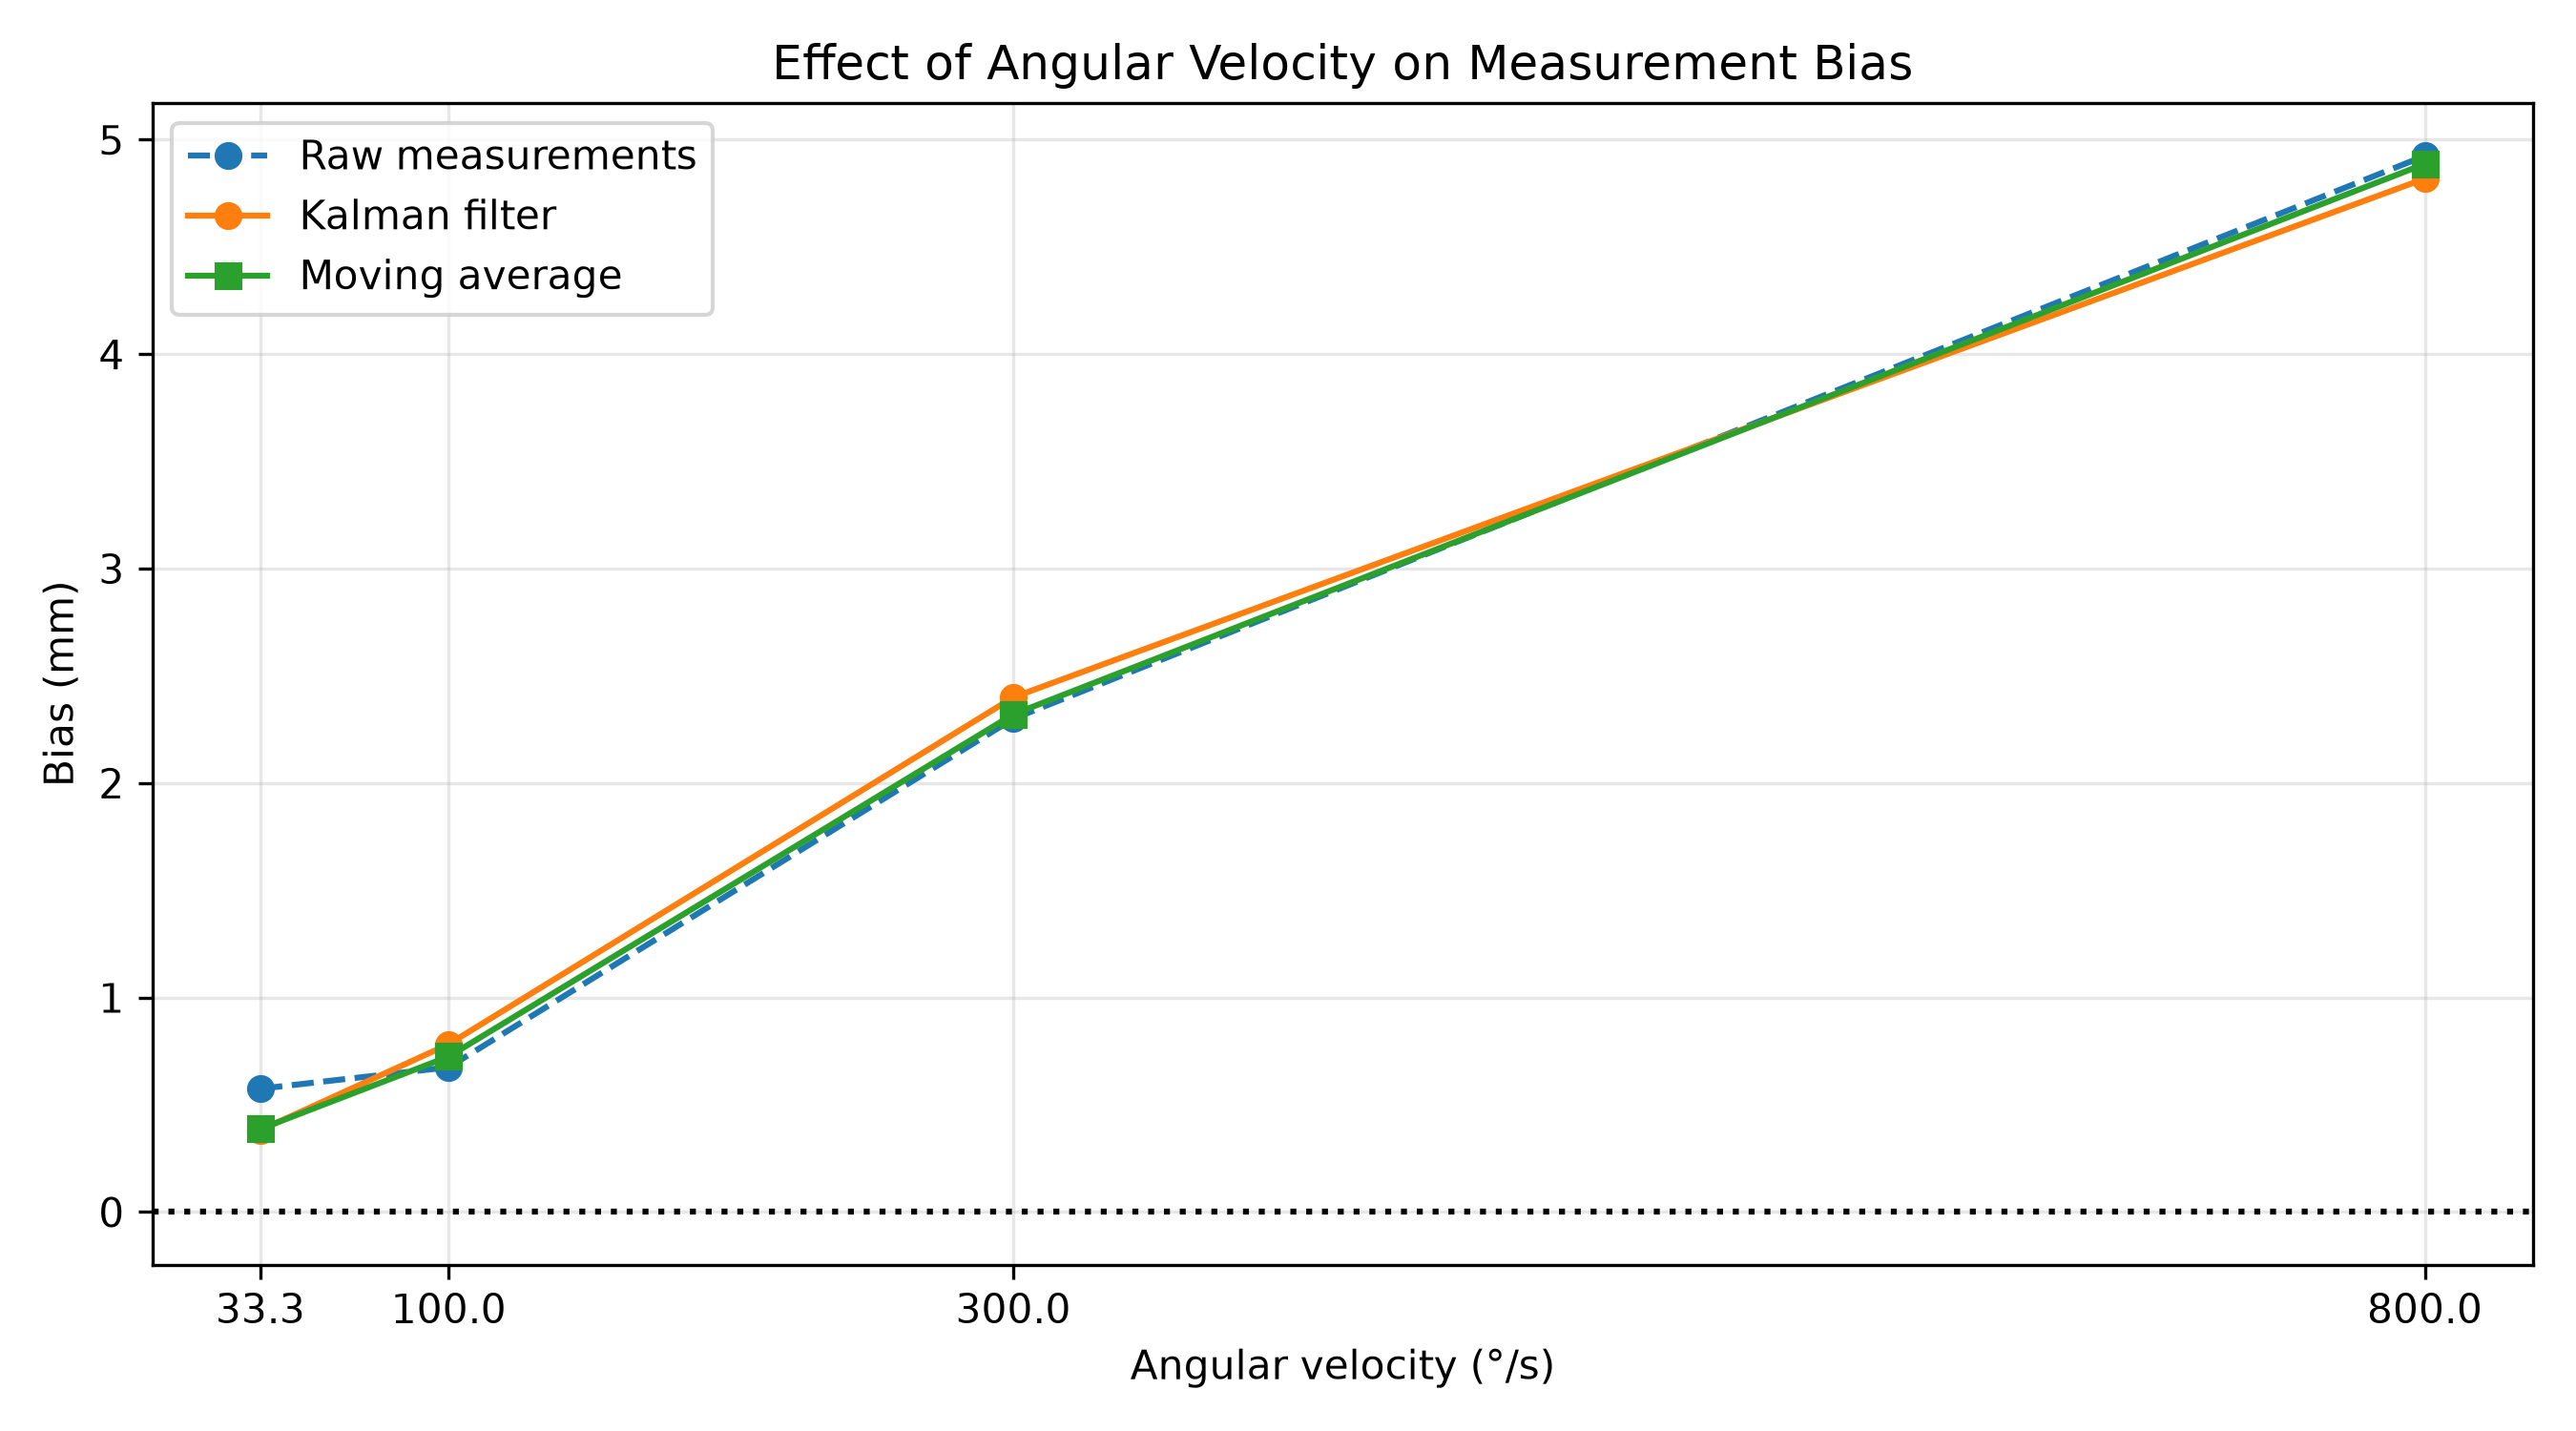 Effect of Angular Velocity on Measurement Bias
Raw measurements
Kalman filter
Moving average
5
4
3
2
1
0
Bias (mm)
33.3 100.0 300.0 800.0
Angular velocity (°/s)